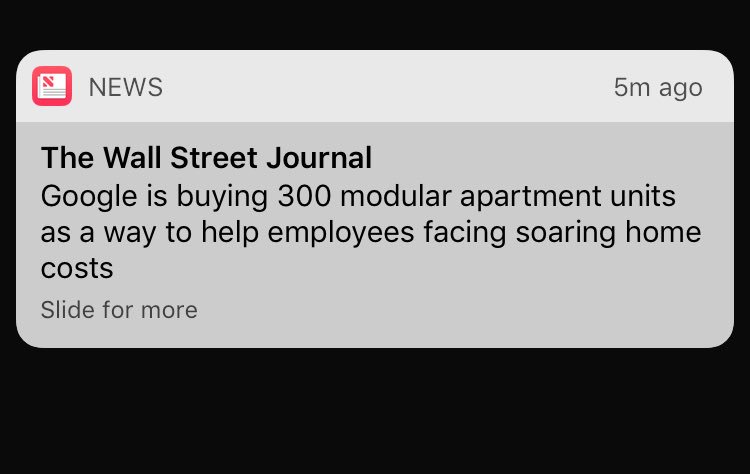 NEWS 5m ago
The Wall Street Journal
Google is buying 300 modular apartment units
as a way to help employees facing soaring home
costs
Slide for more